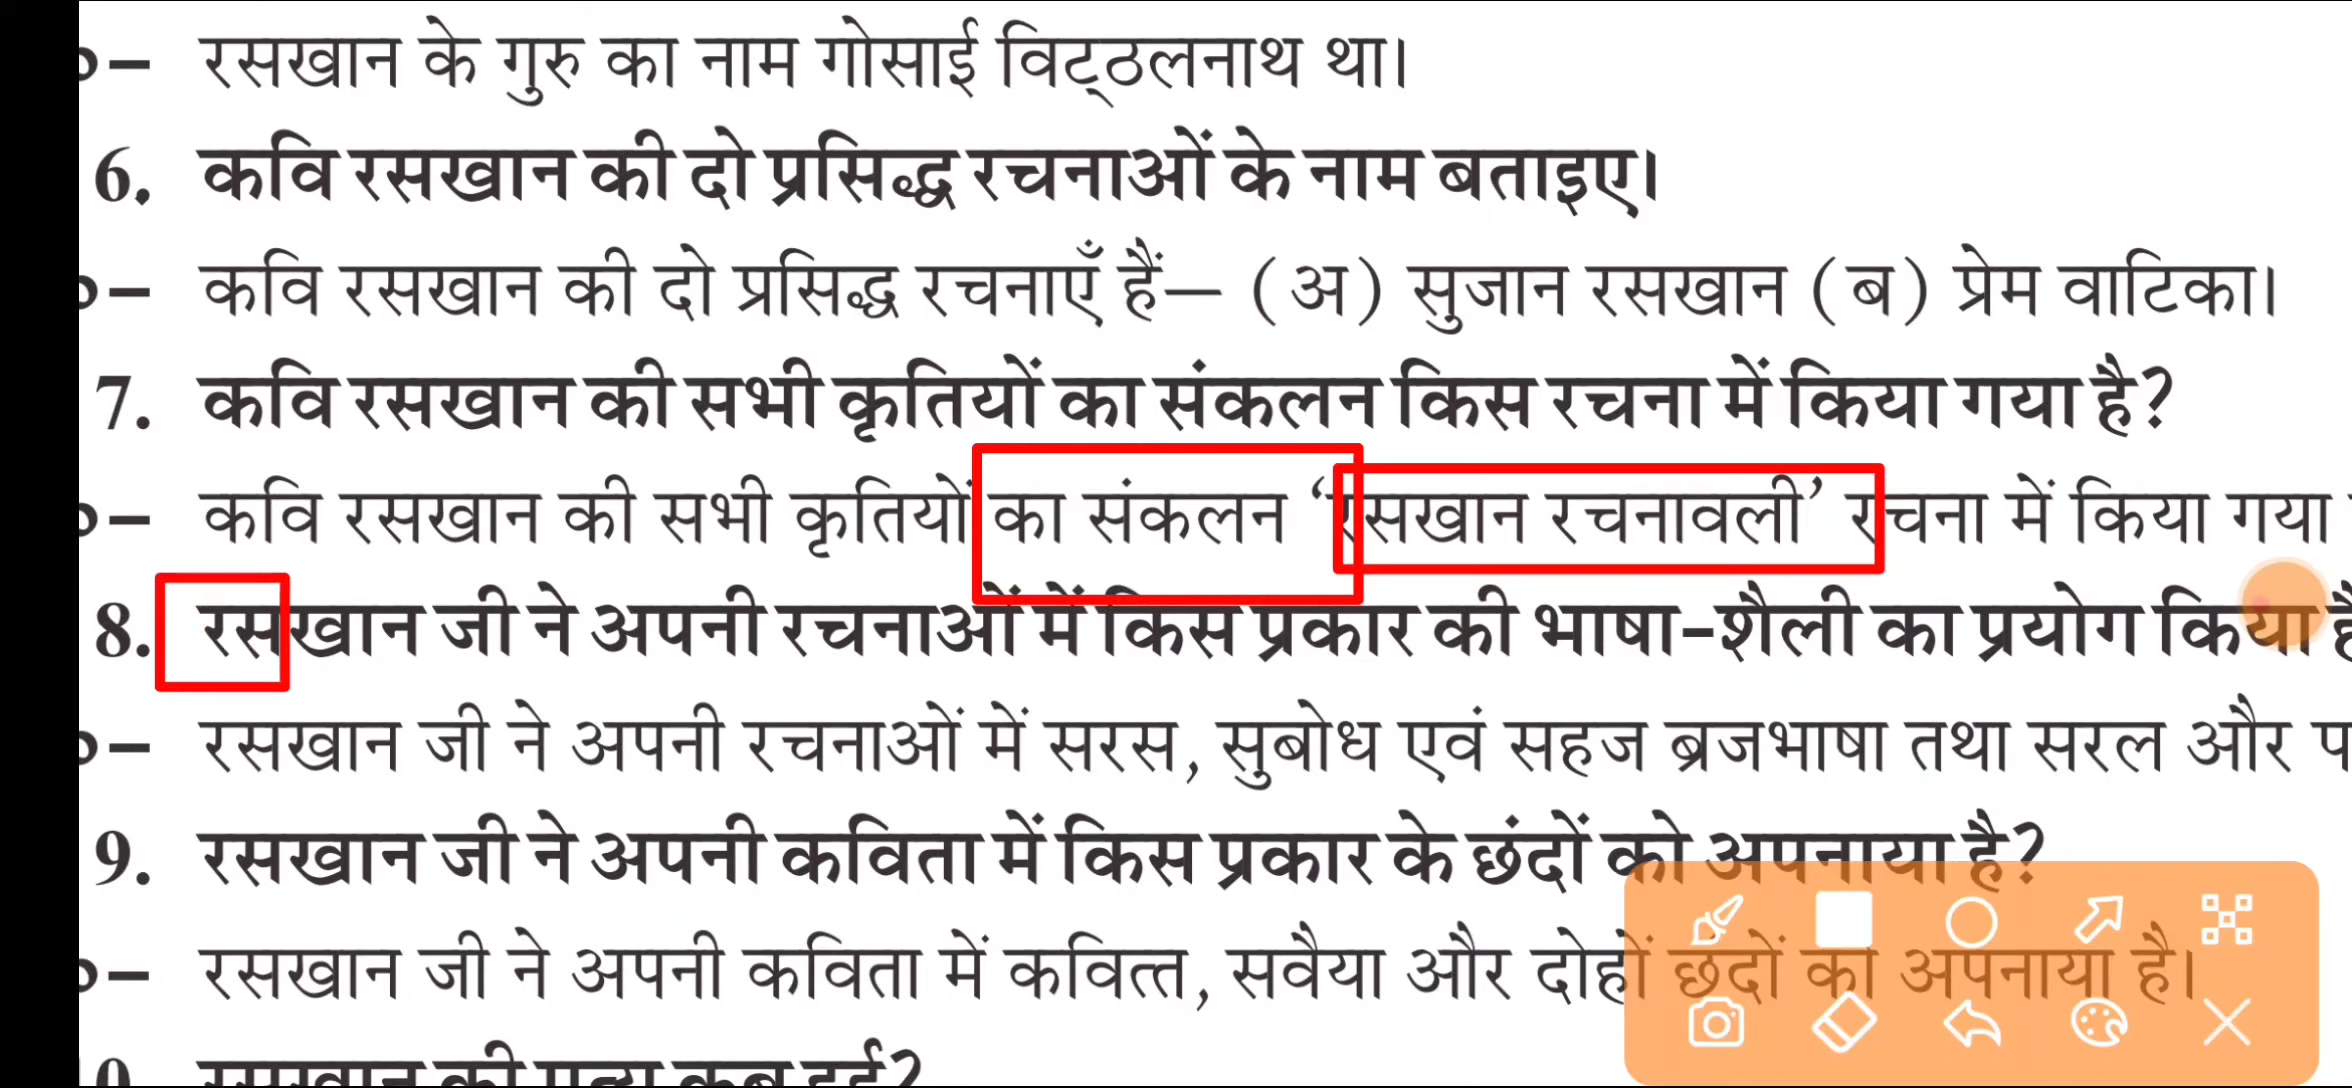 – रसखान के गुरु का नाम गोसाई विट्ठलनाथ था।
6. कवि रसखान की दो प्रसिद्ध रचनाओं के नाम बताइए।
– कवि रसखान की दो प्रसिद्ध रचनाएँ हैं— (अ) सुजान रसखान (ब) प्रेम वाटिका।
7. कवि रसखान की सभी कृतियों का संकलन किस रचना में किया गया है?
– कवि रसखान की सभी कृतियों का संकलन ‘रसखान रचनावली’ रचना में किया गया
8. रसखान जी ने अपनी रचनाओं में किस प्रकार की भाषा-शैली का प्रयोग किया
– रसखान जी ने अपनी रचनाओं में सरस, सुबोध एवं सहज ब्रजभाषा तथा सरल और
9. रसखान जी ने अपनी कविता में किस प्रकार के छंदों को अपनाया है?
– रसखान जी ने अपनी कविता में कवित्त, सवैया और दोहों छंदों को अपनाया है।
रसखान की मृत्यु कब हुई?